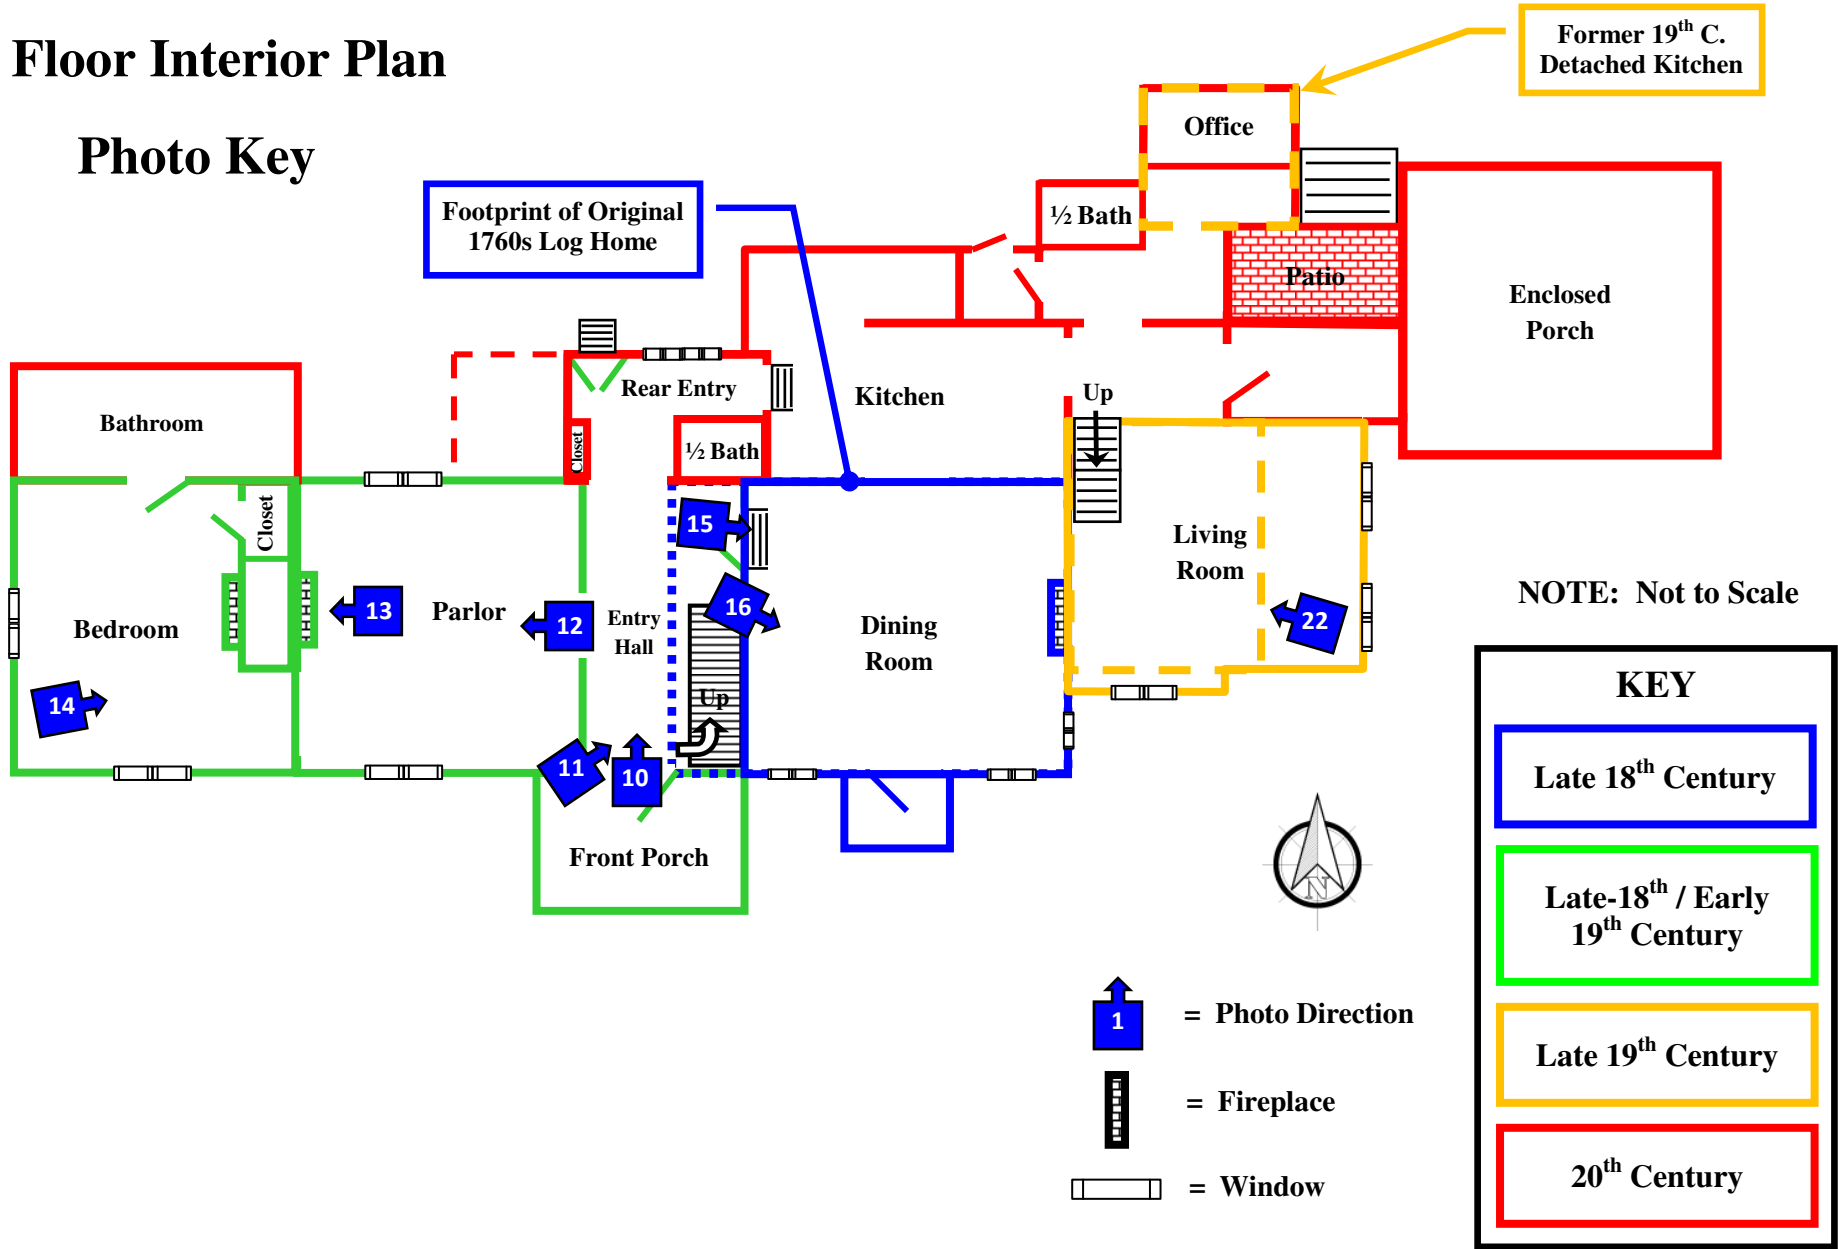 Floor Interior Plan
Photo Key
Former 19th C.
Detached Kitchen
Office
Footprint of Original
1760s Log Home
½ Bath
Patio
Enclosed
Porch
Rear Entry
Kitchen
Up
Bathroom
Closet
½ Bath
Closet
15
Living
Room
NOTE: Not to Scale
13
Parlor
12
Entry
Hall
16
Dining
Room
22
Bedroom
14
Up
11
10
Front Porch
N
KEY
Late 18th Century
Late-18th / Early
19th Century
Late 19th Century
20th Century
1
= Photo Direction
= Fireplace
= Window